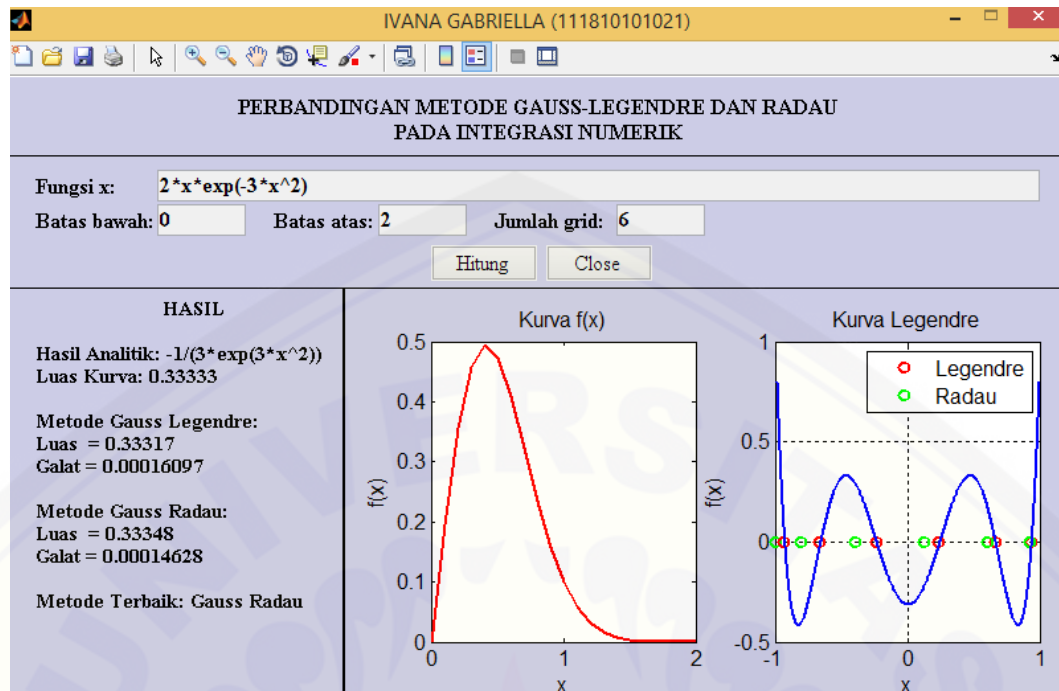 IVANA GABRIELLA (111810101021)
PERBANDINGAN METODE GAUSS-LEGENDRE DAN RADAU
PADA INTEGRASI NUMERIK
Fungsi x: 2*x*exp(-3*x^2)
Batas bawah: 0 Batas atas: 2 Jumlah grid: 6
Hitung Close
HASIL
Hasil Analitik: -1/(3*exp(3*x^2))
Luas Kurva: 0.33333
Metode Gauss Legendre:
Luas = 0.33317
Galat = 0.00016097
Metode Gauss Radau:
Luas = 0.33348
Galat = 0.00014628
Metode Terbaik: Gauss Radau
Kurva f(x)
0.5
0.4
0.3
0.2
0.1
0
f(x)
0 1 2
x
Kurva Legendre
Legendre
Radau
1
0.5
0
-0.5
f(x)
-1 0 1
x
UNIVERSITAS